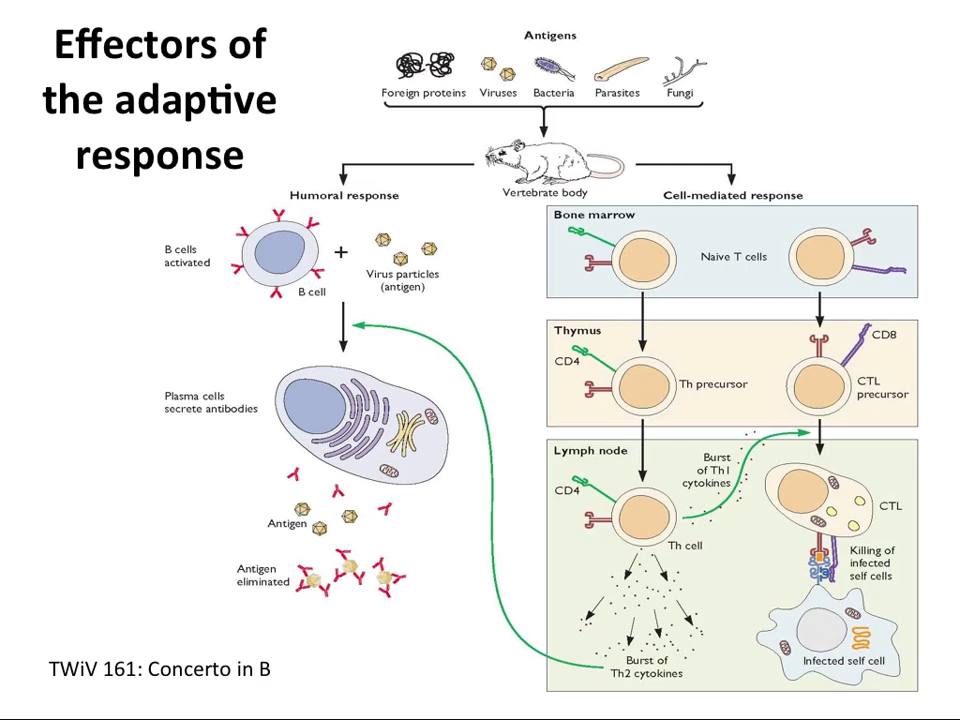 Effectors of
the adaptive
response
Antigens
Foreign proteins
Viruses
Bacteria
Parasites
Fungi
Vertebrate body
Humoral response
Cell-mediated response
B cells
activated
+
B cell
Virus particles
(antigen)
Plasma cells
secrete antibodies
Antigen
Antigen
eliminated
Bone marrow
Naive T cells
Thymus
CD4
Th precursor
CD8
CTL
precursor
Lymph node
CD4
Th cell
Burst
of Th1
cytokines
CTL
Killing of
infected
self cells
Burst of
Th2 cytokines
Infected self cell
TWiV 161: Concerto in B